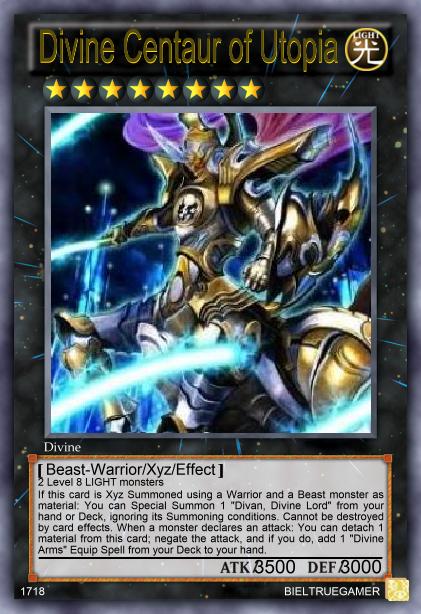 Divine Centaur of Utopia
LIGHT
光
Divine
[ Beast-Warrior/Xyz/Effect ]
2 Level 8 LIGHT monsters
If this card is Xyz Summoned using a Warrior and a Beast monster as
material: You can Special Summon 1 "Divan, Divine Lord" from your
hand or Deck, ignoring its Summoning conditions. Cannot be destroyed
by card effects. When a monster declares an attack: You can detach 1
material from this card; negate the attack, and if you do, add 1 "Divine
Arms" Equip Spell from your Deck to your hand.
ATK 3500 DEF 3000
1718 BIELTRUEGAMER